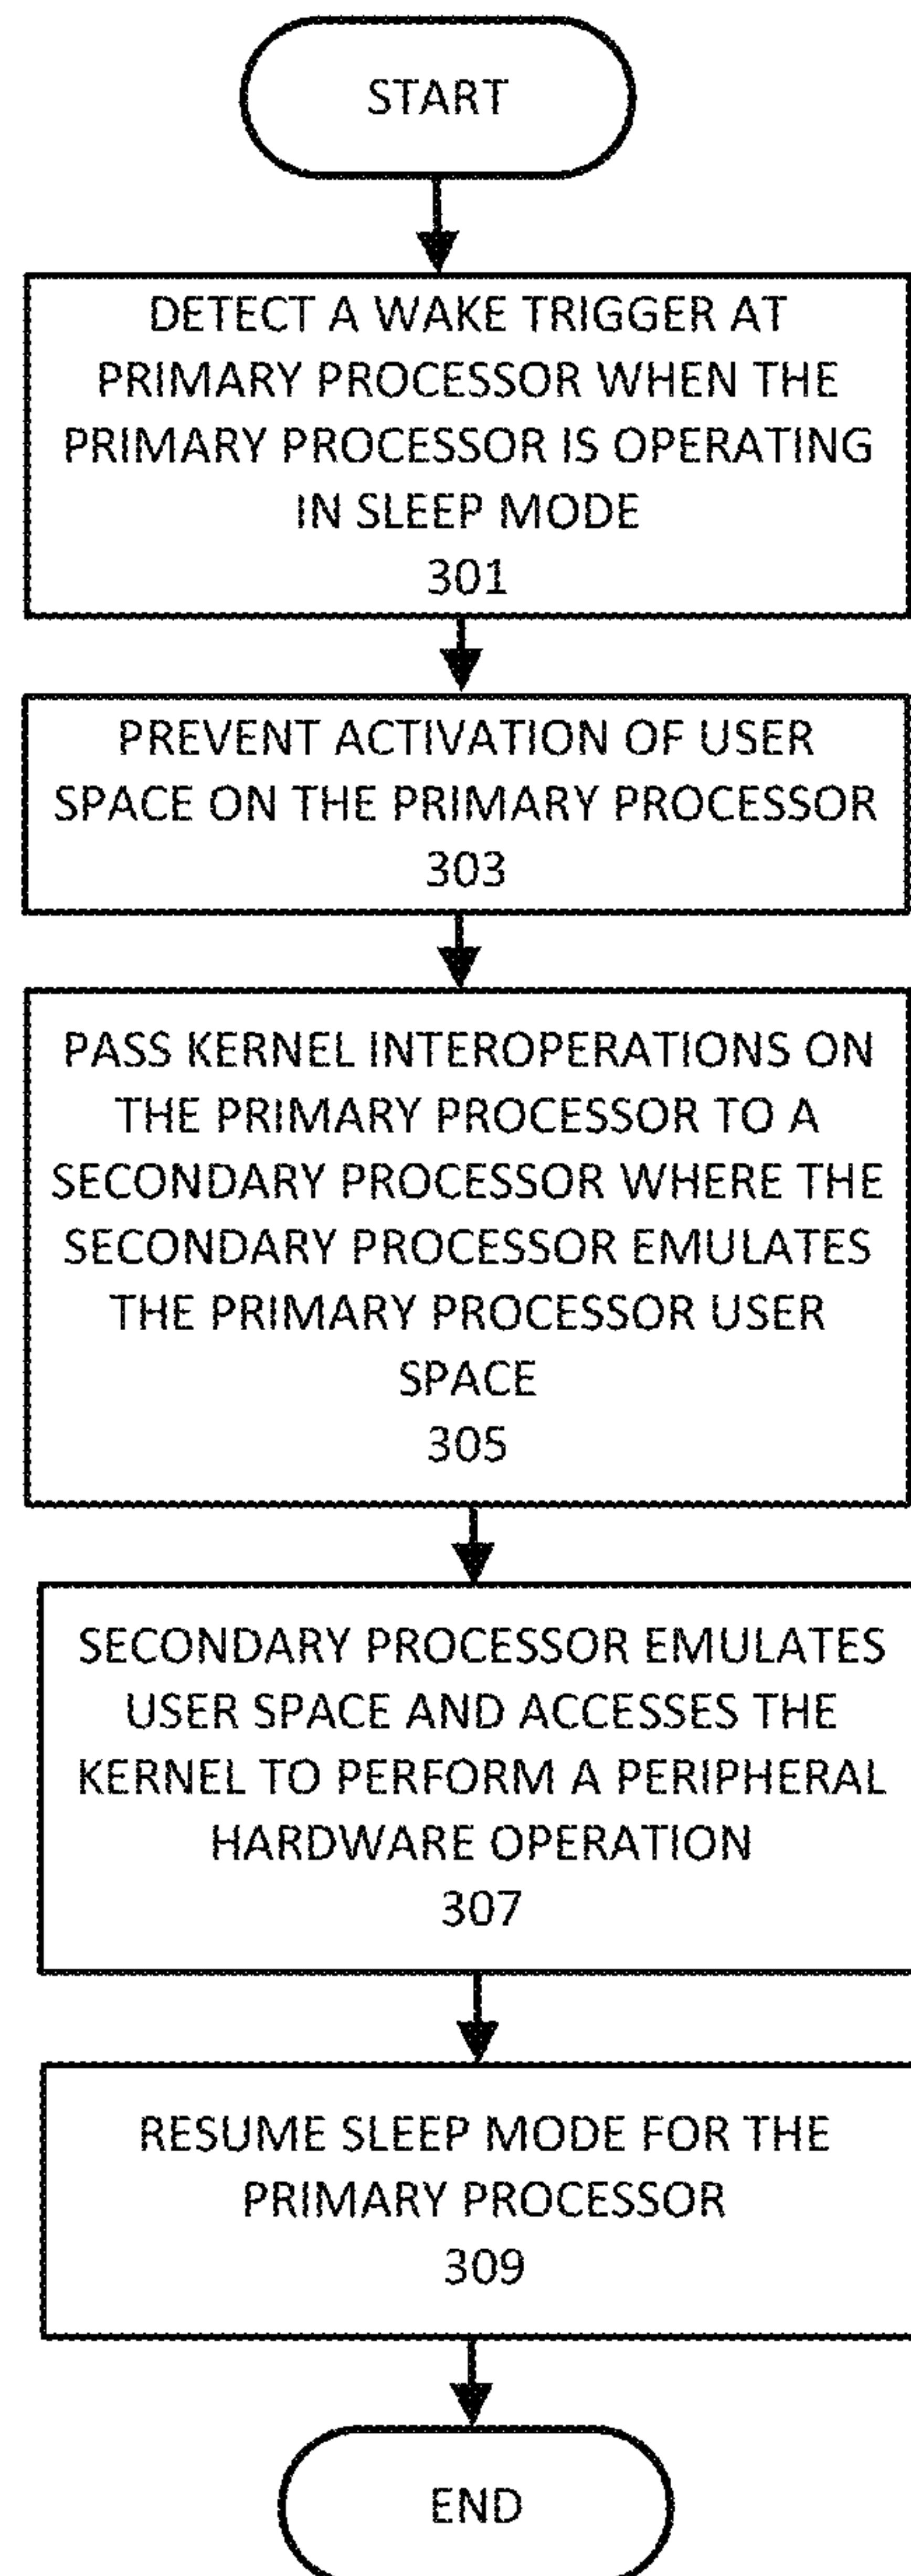 START
DETECT A WAKE TRIGGER AT
PRIMARY PROCESSOR WHEN THE
PRIMARY PROCESSOR IS OPERATING
IN SLEEP MODE
301
PREVENT ACTIVATION OF USER
SPACE ON THE PRIMARY PROCESSOR
303
PASS KERNEL INTEROPERATIONS ON
THE PRIMARY PROCESSOR TO A
SECONDARY PROCESSOR WHERE THE
SECONDARY PROCESSOR EMULATES
THE PRIMARY PROCESSOR USER
SPACE
305
SECONDARY PROCESSOR EMULATES
USER SPACE AND ACCESSES THE
KERNEL TO PERFORM A PERIPHERAL
HARDWARE OPERATION
307
RESUME SLEEP MODE FOR THE
PRIMARY PROCESSOR
309
END